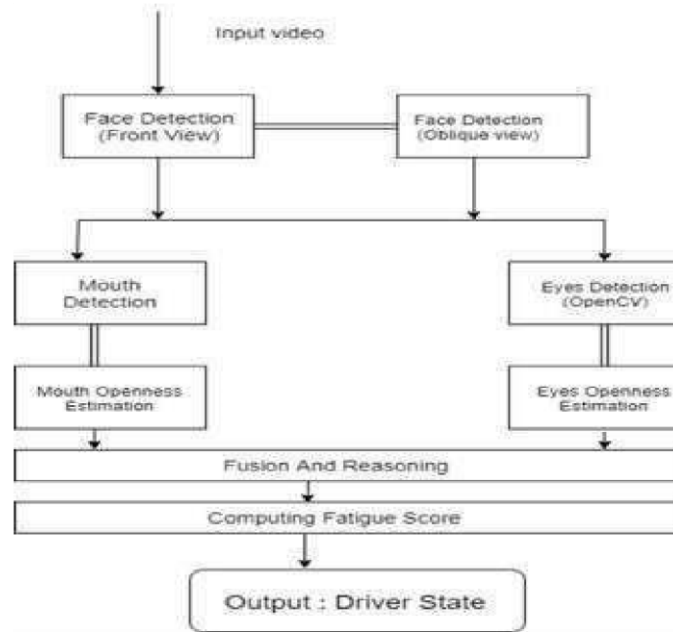 Input video
Face Detection
(Front View)
Face Detection
(Oblique view)
Mouth
Detection
Eyes Detection
(OpenCV)
Mouth Openness
Estimation
Eyes Openness
Estimation
Fusion And Reasoning
Computing Fatigue Score
Output : Driver State